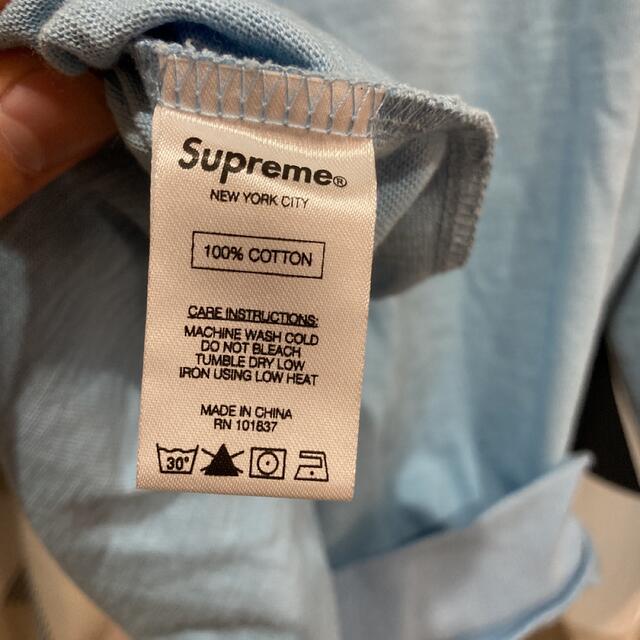 Supreme®
NEW YORK CITY
100% COTTON
CARE INSTRUCTIONS:
MACHINE WASH COLD
DO NOT BLEACH
TUMBLE DRY LOW
IRON USING LOW HEAT
MADE IN CHINA
RN 101837
30°